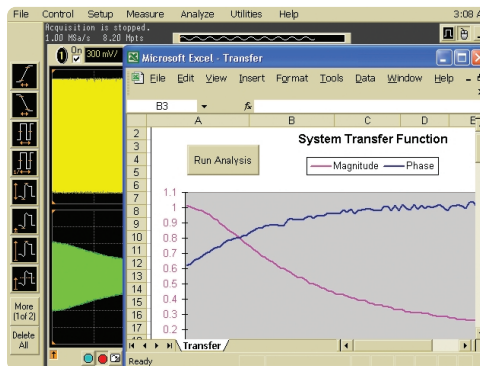 File Control Setup Measure Analyze Utilities Help 3:08 A
Acquisition is stopped.
1.00 MSa/s 8.20 Mpts
1 On 300 mV/
Microsoft Excel - Transfer
File Edit View Insert Format Tools Data Window Help
B3 fx
A B C D E
2
3
4
5
6
7
8
9
10
11
12
13
14
15
16
17
System Transfer Function
Run Analysis
Magnitude Phase
1.1
1
0.9
0.8
0.7
0.6
0.5
0.4
0.3
0.2
More
(1 of 2)
Delete
All
Transfer
Ready